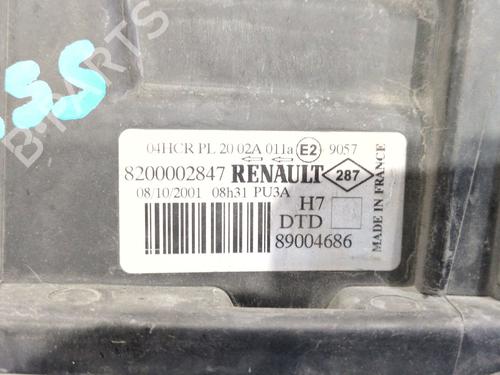 SS
B-PARTS
04HCR PL 20 02A 011a E2 9057
8200002847 RENAULT 287
08/10/2001 08h31 PU3A
H7
DTD
89004686
MADE IN FRANCE